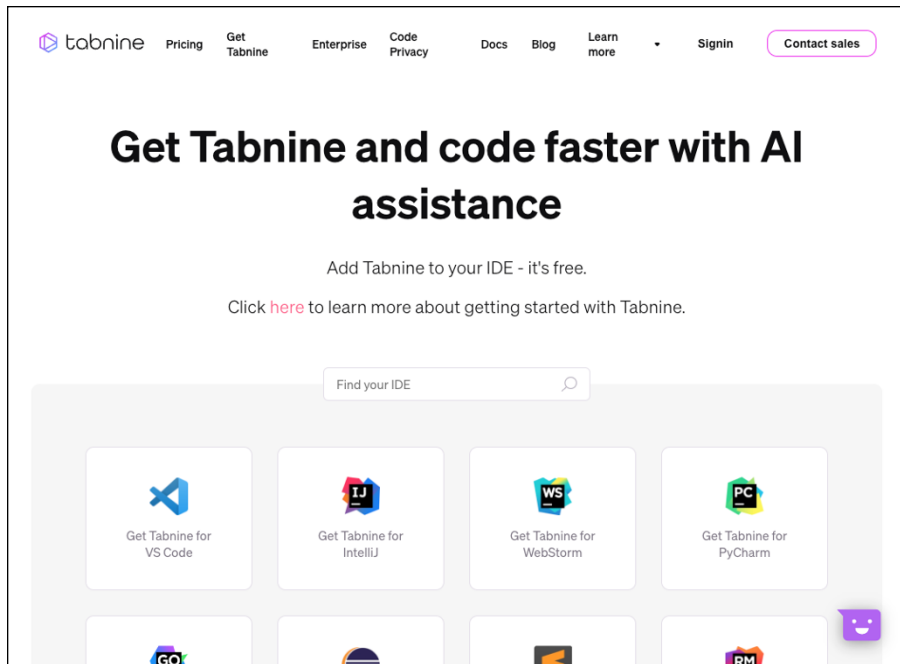 tabnine Pricing Get Tabnine Enterprise Code Privacy Docs Blog Learn more Signin Contact sales
Get Tabnine and code faster with AI
assistance
Add Tabnine to your IDE - it's free.
Click here to learn more about getting started with Tabnine.
Find your IDE
IJ WS PC
Get Tabnine for VS Code
Get Tabnine for IntelliJ
Get Tabnine for WebStorm
Get Tabnine for PyCharm
GO RM